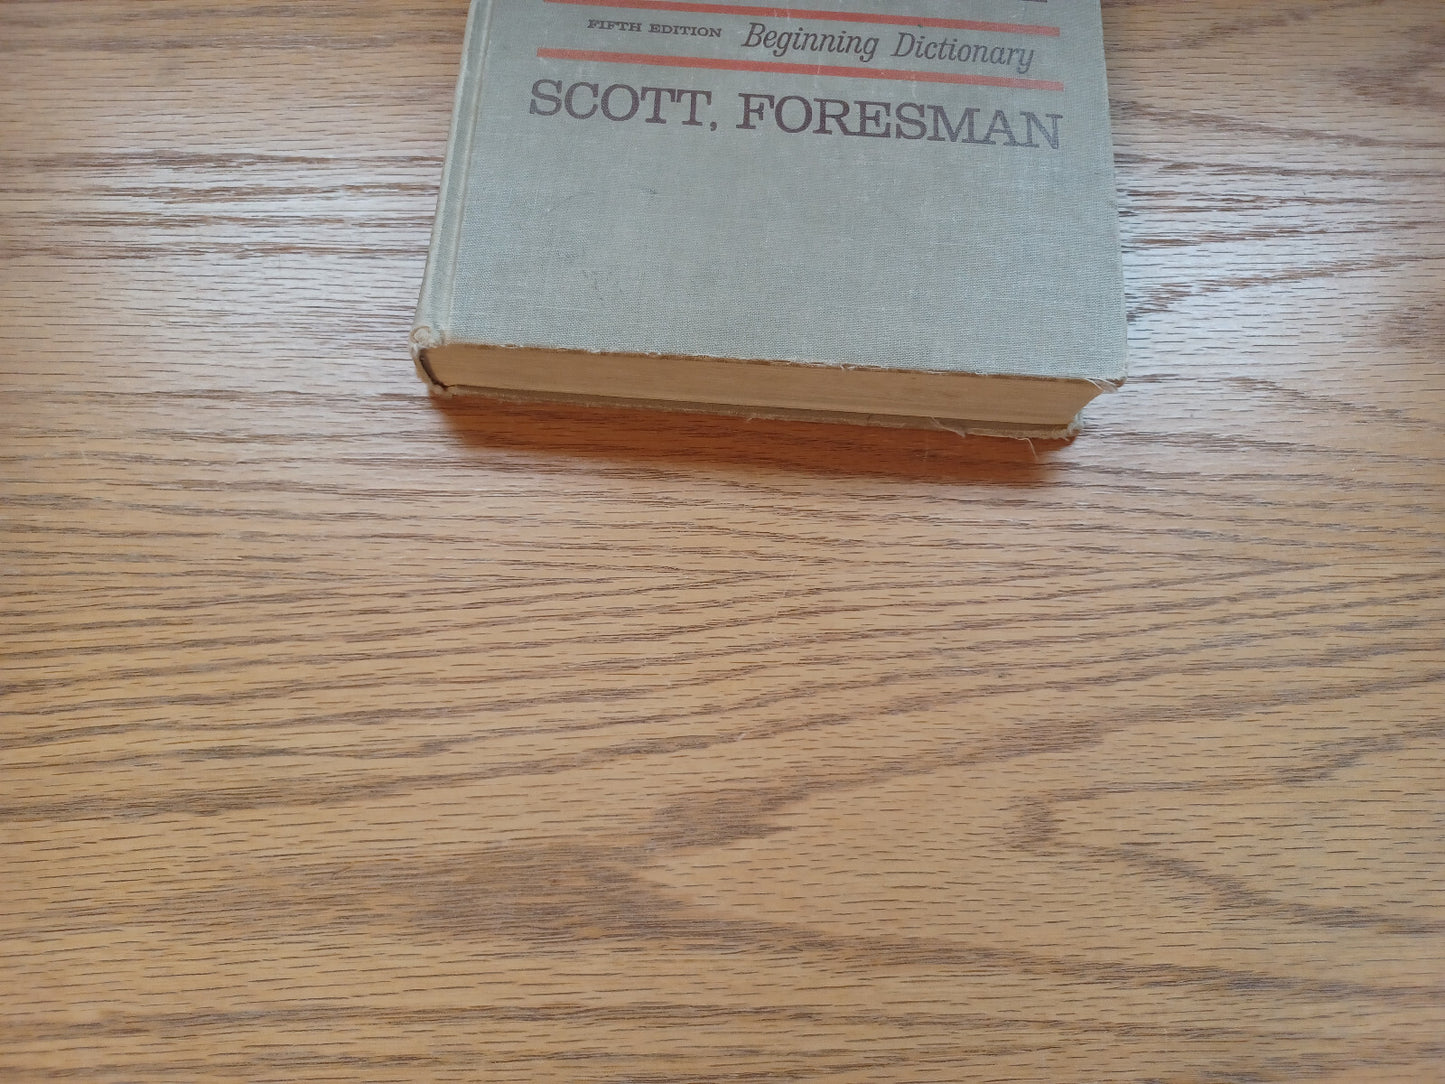 FIFTH EDITION Beginning Dictionary
SCOTT, FORESMAN